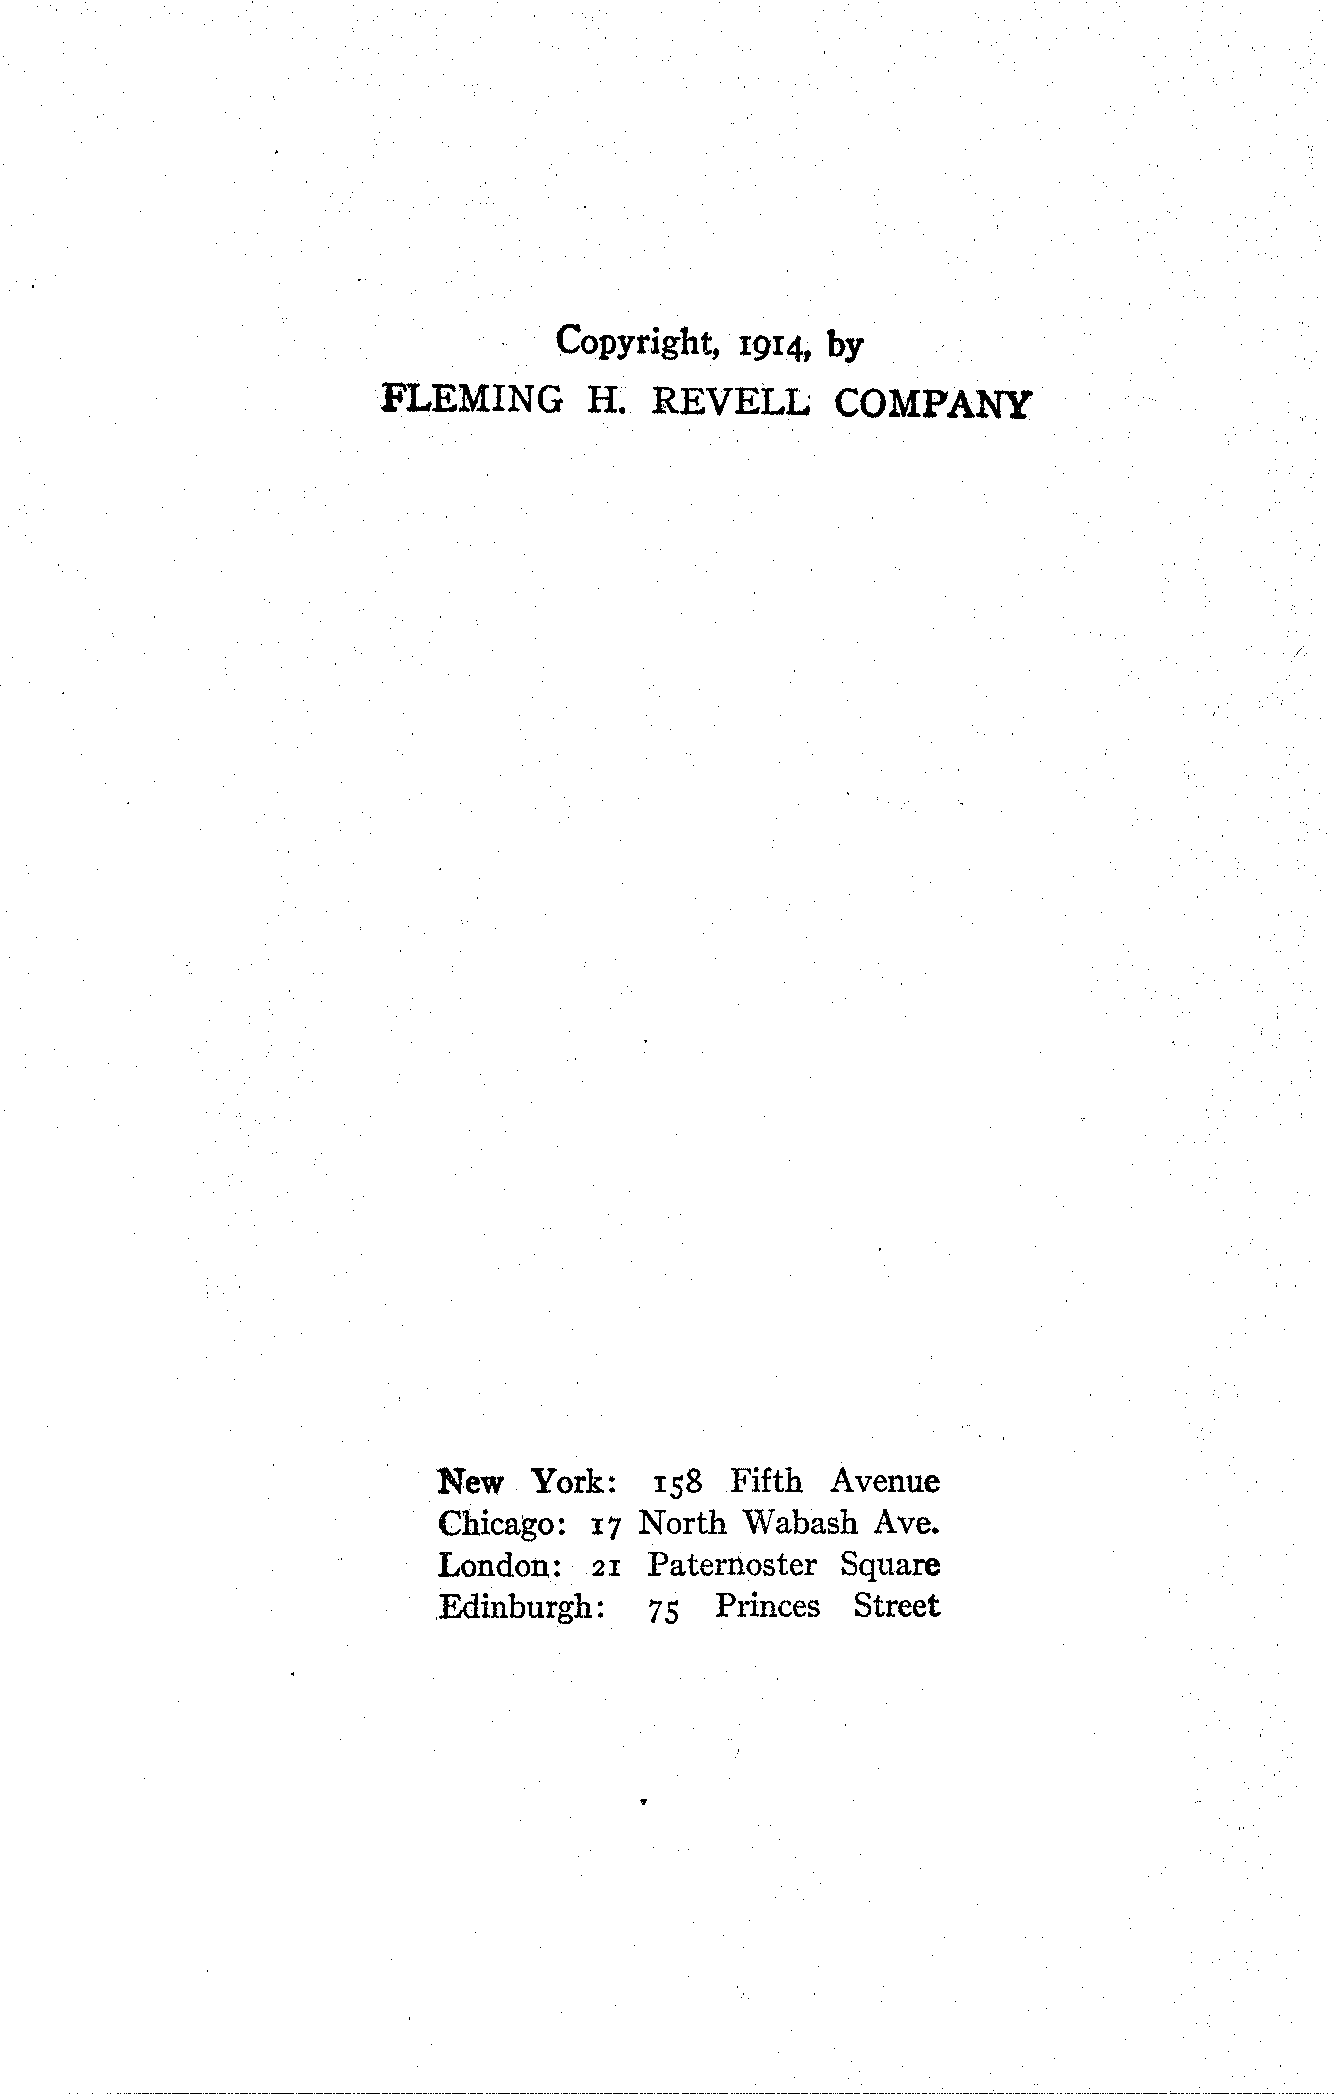 Copyright, 1914, by
FLEMING H. REVELL COMPANY
New York: 158 Fifth Avenue
Chicago: 17 North Wabash Ave.
London: 21 Paternoster Square
Edinburgh: 75 Princes Street